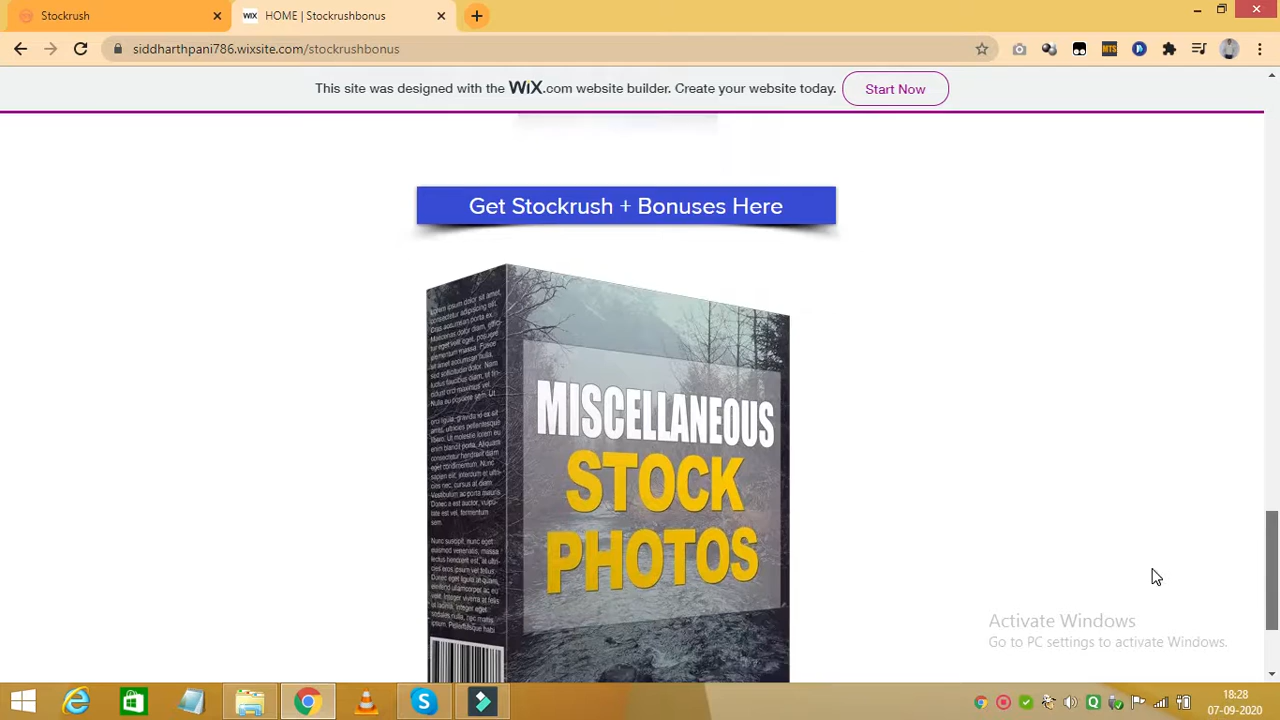 Stockrush
WiX HOME | Stockrushbonus
siddharthpani786.wixsite.com/stockrushbonus
MTS
This site was designed with the WiX.com website builder. Create your website today. Start Now
Get Stockrush + Bonuses Here
MISCELLANEOUS
STOCK
PHOTOS
Activate Windows
Go to PC settings to activate Windows.
18:28
07-09-2020